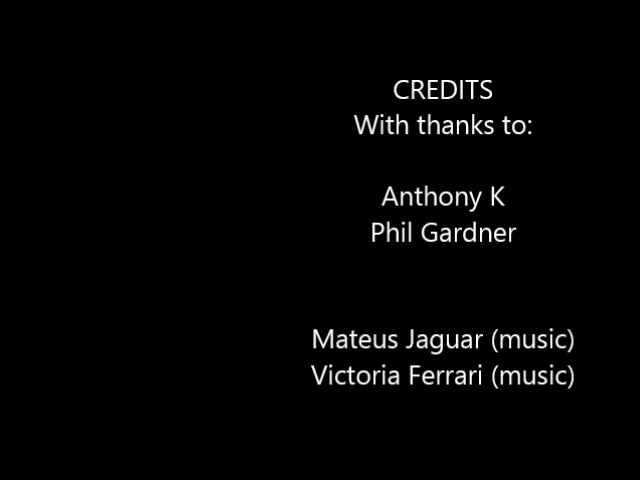 CREDITS
With thanks to:
Anthony K
Phil Gardner
Mateus Jaguar (music)
Victoria Ferrari (music)